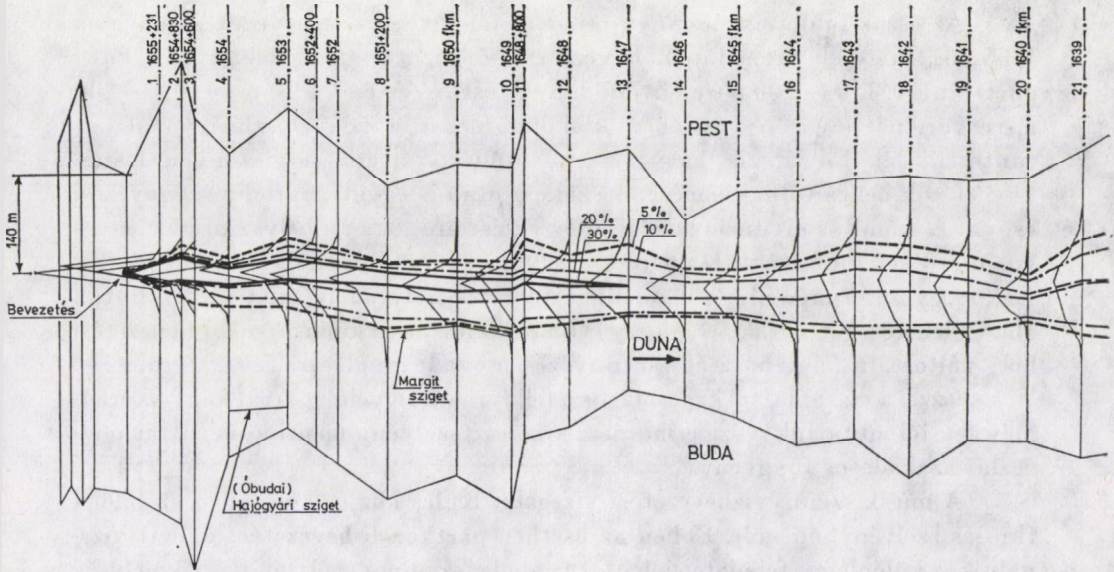 1. 1655+231
1654+830
3. 1654+600
4. 1654
5. 1653
6. 1652+400
7. 1652
8. 1651+200
9. 1650 fkm
10. 1649
11. 1648+800
12. 1648
13. 1647
14. 1646
15. 1645 fkm
16. 1644
17. 1643
18. 1642
19. 1641
20. 1640 fkm
21. 1639
PEST
140 m
20 %
30 %
5 %
10 %
Bevezetés
DUNA
Margit
sziget
BUDA
(Óbudai)
Hajógyári sziget